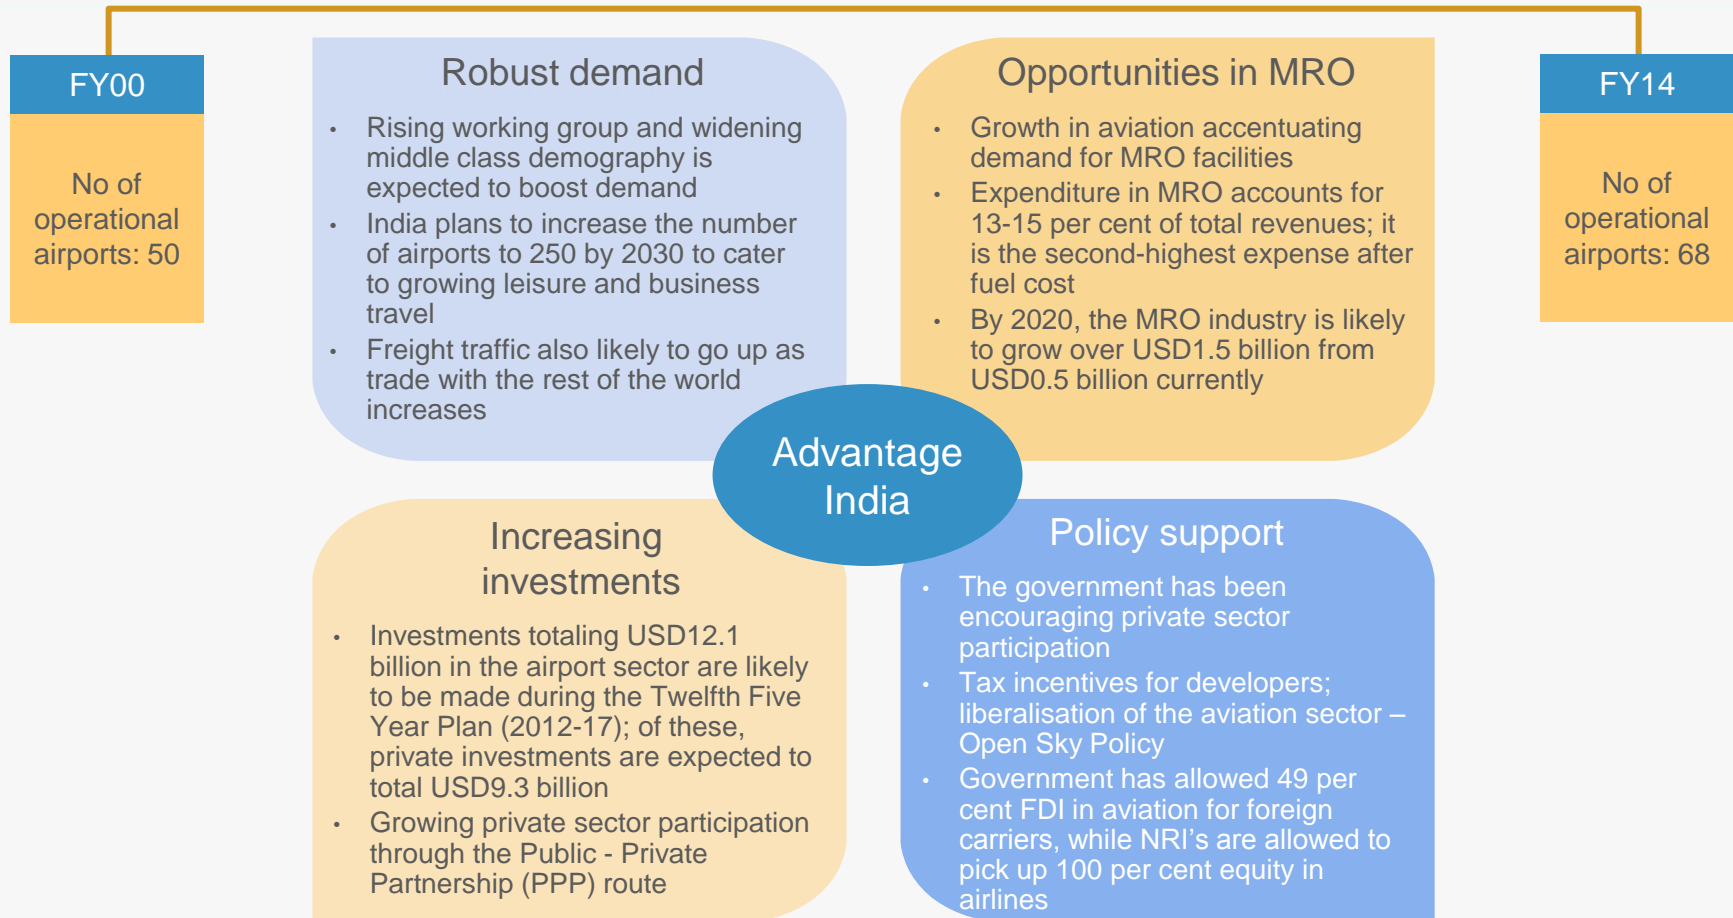 FY00
No of
operational
airports: 50
Robust demand
• Rising working group and widening
middle class demography is
expected to boost demand
• India plans to increase the number
of airports to 250 by 2030 to cater
to growing leisure and business
travel
• Freight traffic also likely to go up as
trade with the rest of the world
increases
Opportunities in MRO
• Growth in aviation accentuating
demand for MRO facilities
• Expenditure in MRO accounts for
13-15 per cent of total revenues; it
is the second-highest expense after
fuel cost
• By 2020, the MRO industry is likely
to grow over USD1.5 billion from
USD0.5 billion currently
FY14
No of
operational
airports: 68
Advantage
India
Increasing
investments
• Investments totaling USD12.1
billion in the airport sector are likely
to be made during the Twelfth Five
Year Plan (2012-17); of these,
private investments are expected to
total USD9.3 billion
• Growing private sector participation
through the Public - Private
Partnership (PPP) route
Policy support
• The government has been
encouraging private sector
participation
• Tax incentives for developers;
liberalisation of the aviation sector –
Open Sky Policy
• Government has allowed 49 per
cent FDI in aviation for foreign
carriers, while NRI’s are allowed to
pick up 100 per cent equity in
airlines